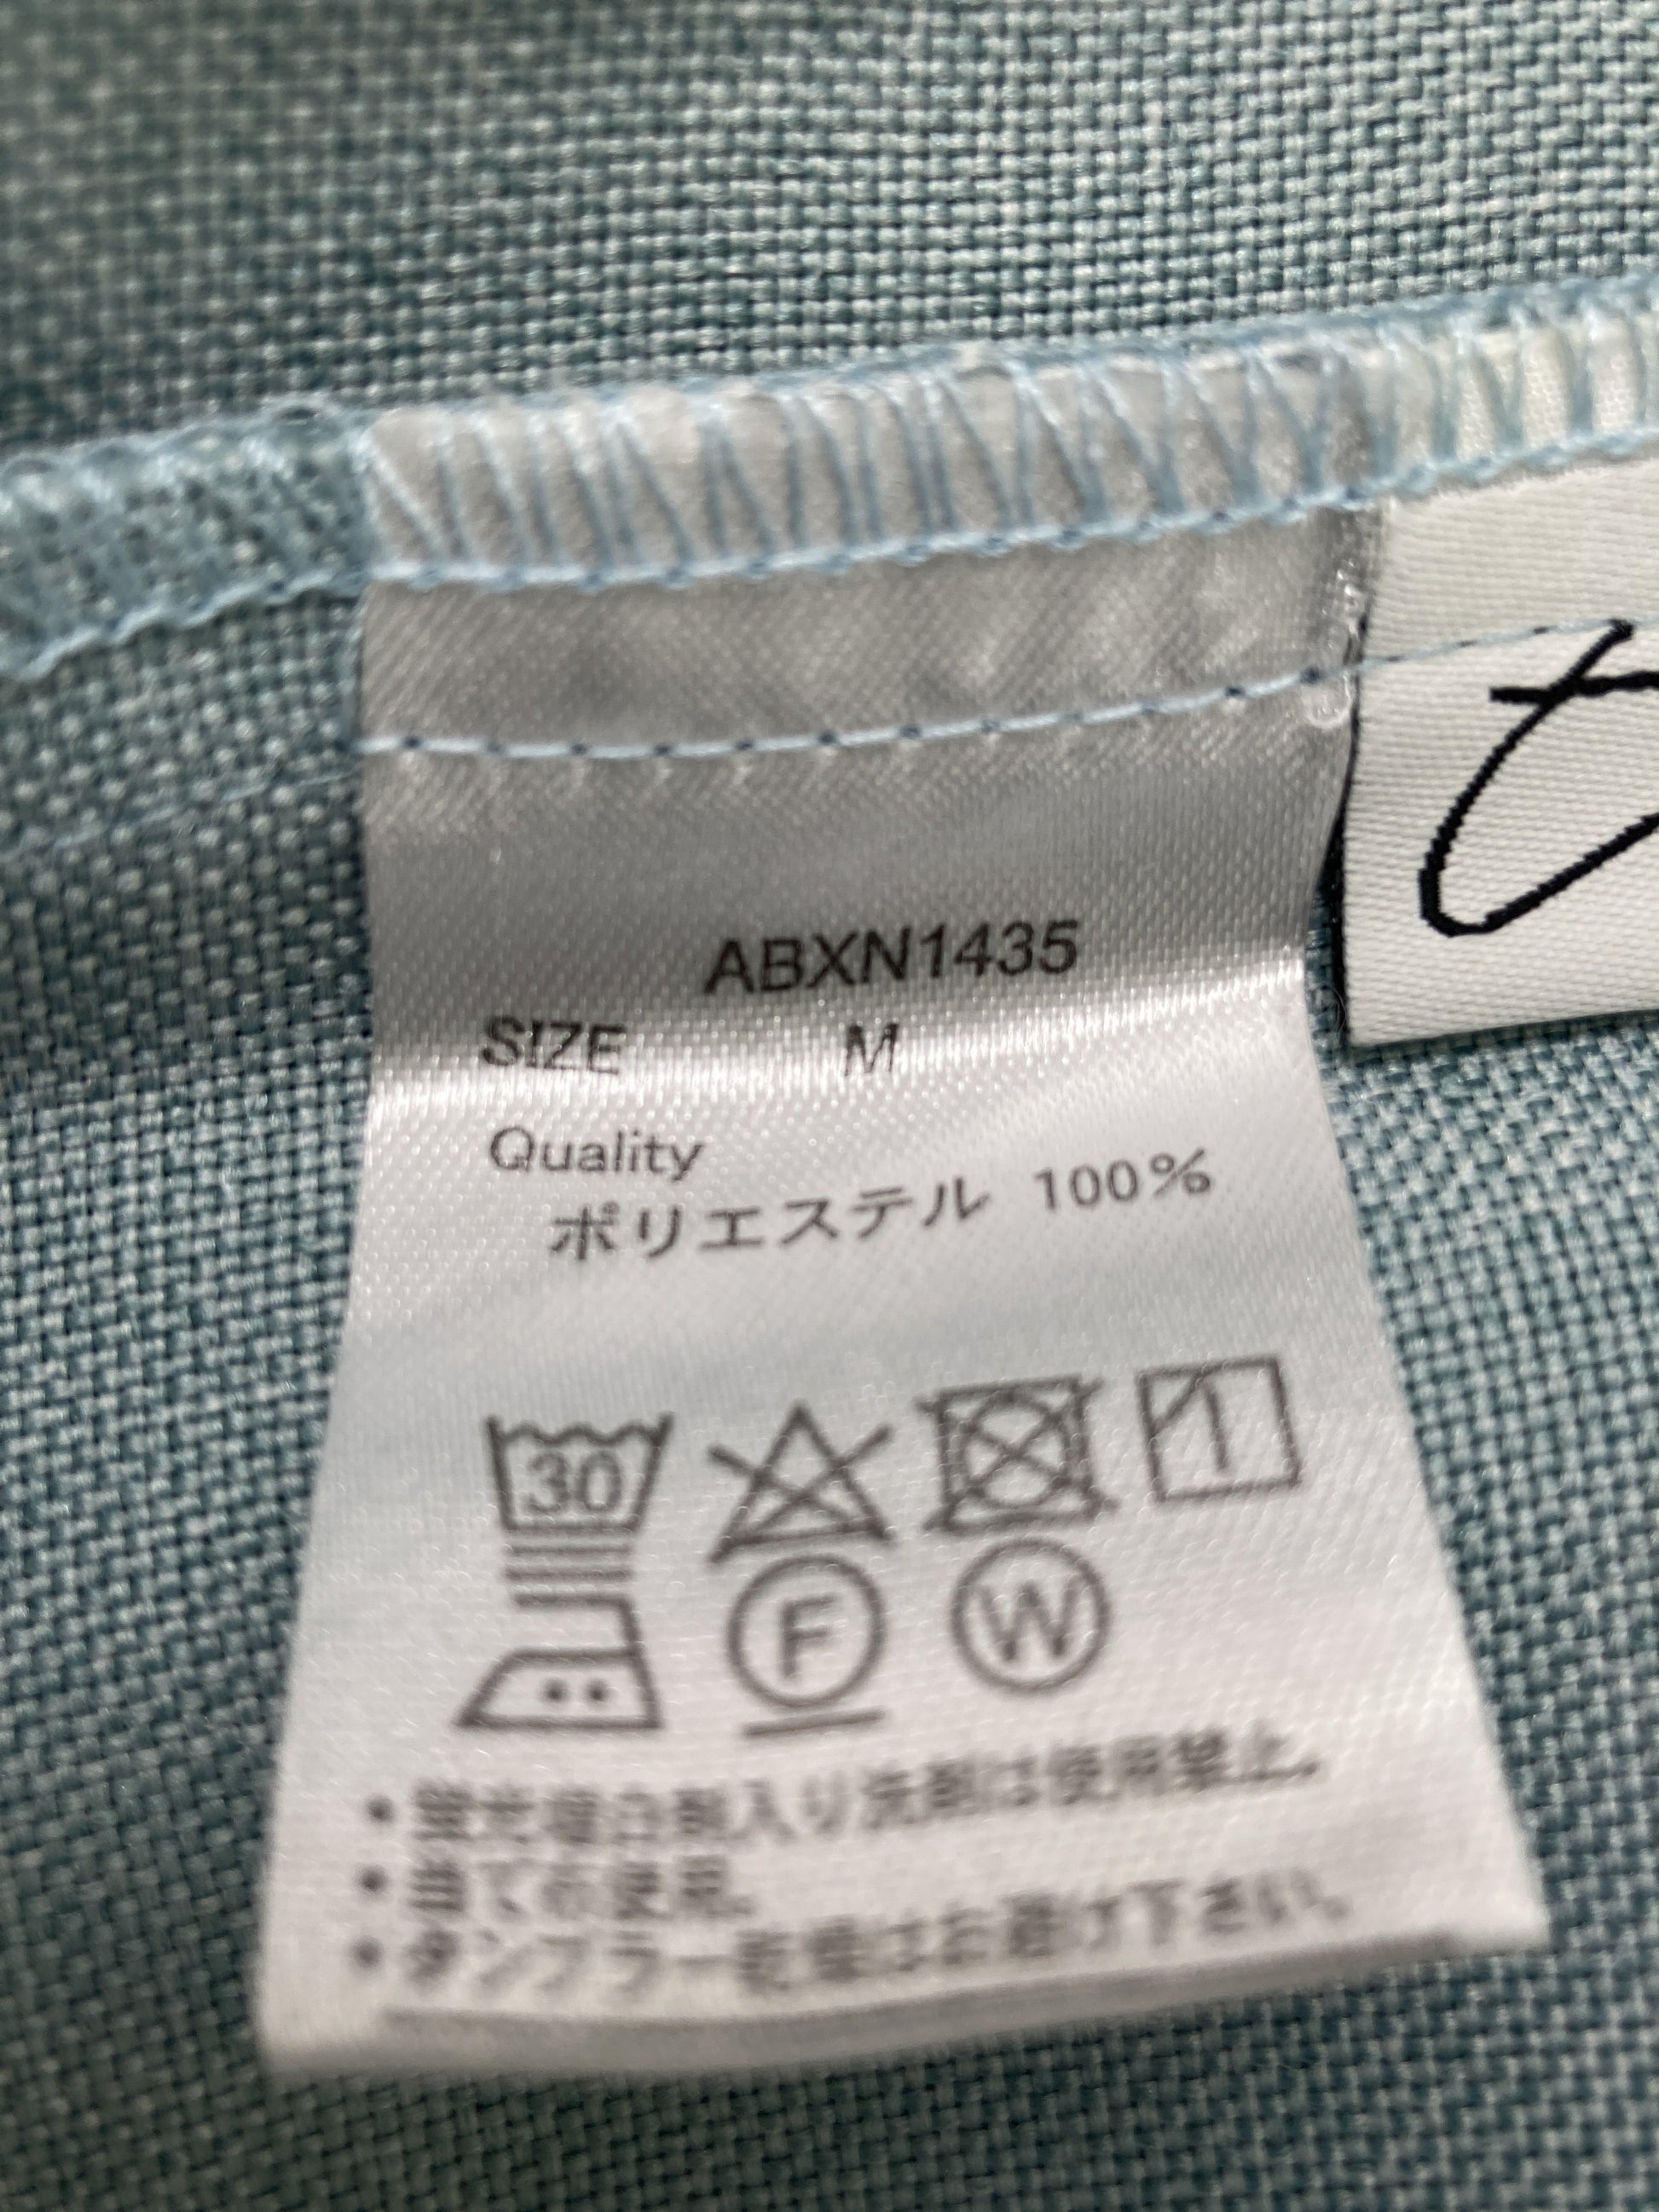 ABXN1435
SIZE M
Quality
ポリエステル 100%
30
F W
・蛍光増白剤入り洗剤は使用禁止。
・当て布使用。
・タンブラー乾燥はお避け下さい。